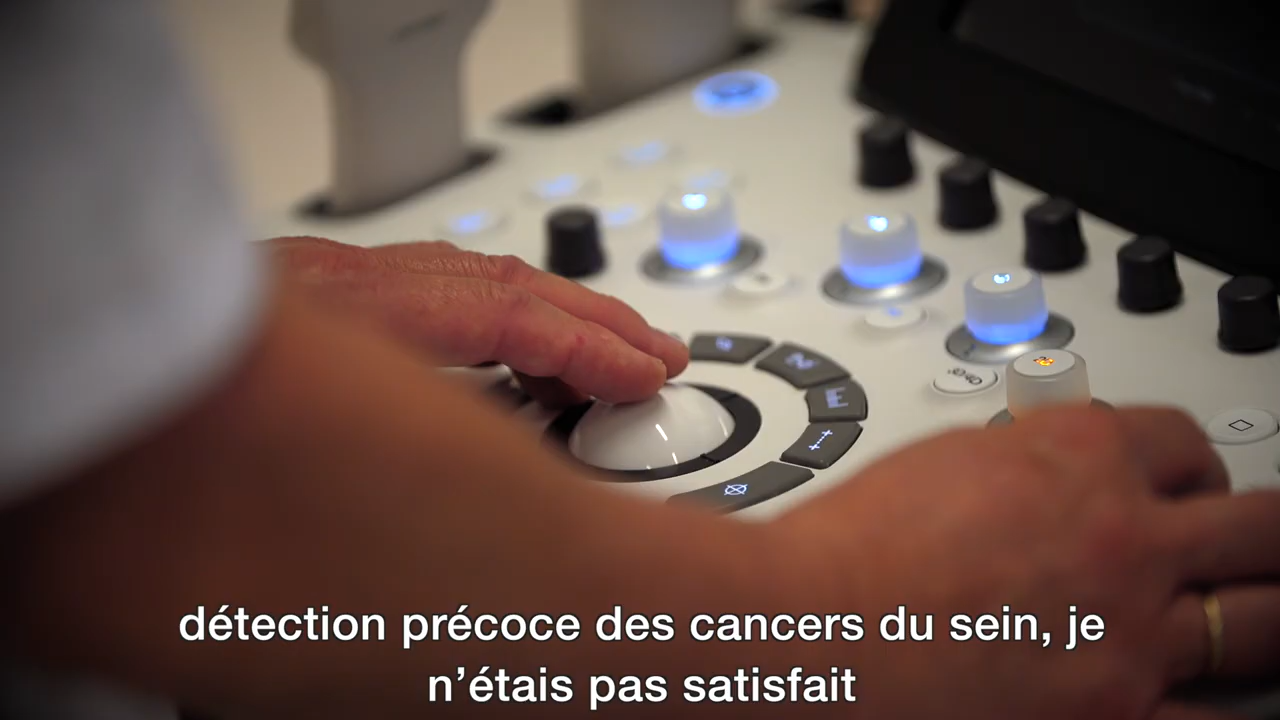 détection précoce des cancers du sein, je
n’étais pas satisfait